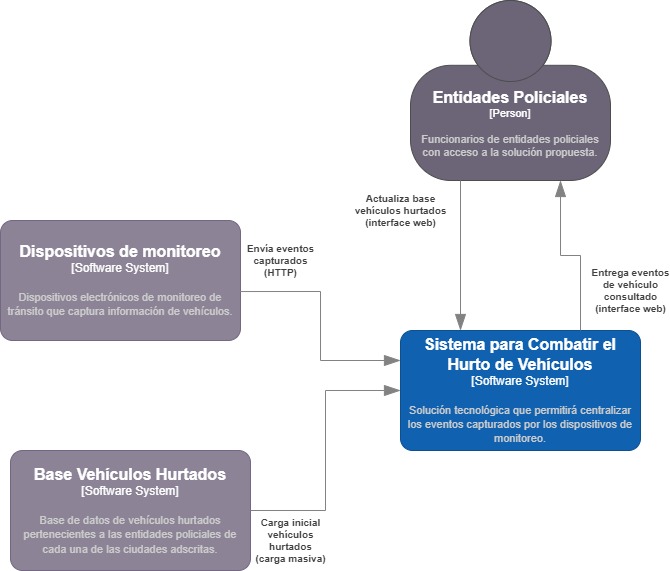 Entidades Policiales
[Person]
Funcionarios de entidades policiales
con acceso a la solución propuesta.
Actualiza base
vehículos hurtados
(interface web)
Dispositivos de monitoreo
[Software System]
Dispositivos electrónicos de monitoreo de
tránsito que captura información de vehículos.
Envía eventos
capturados
(HTTP)
Entrega eventos
de vehículo
consultado
(interface web)
Sistema para Combatir el
Hurto de Vehículos
[Software System]
Solución tecnológica que permitirá centralizar
los eventos capturados por los dispositivos de
monitoreo.
Base Vehículos Hurtados
[Software System]
Base de datos de vehículos hurtados
pertenecientes a las entidades policiales de
cada una de las ciudades adscritas.
Carga inicial
vehículos
hurtados
(carga masiva)